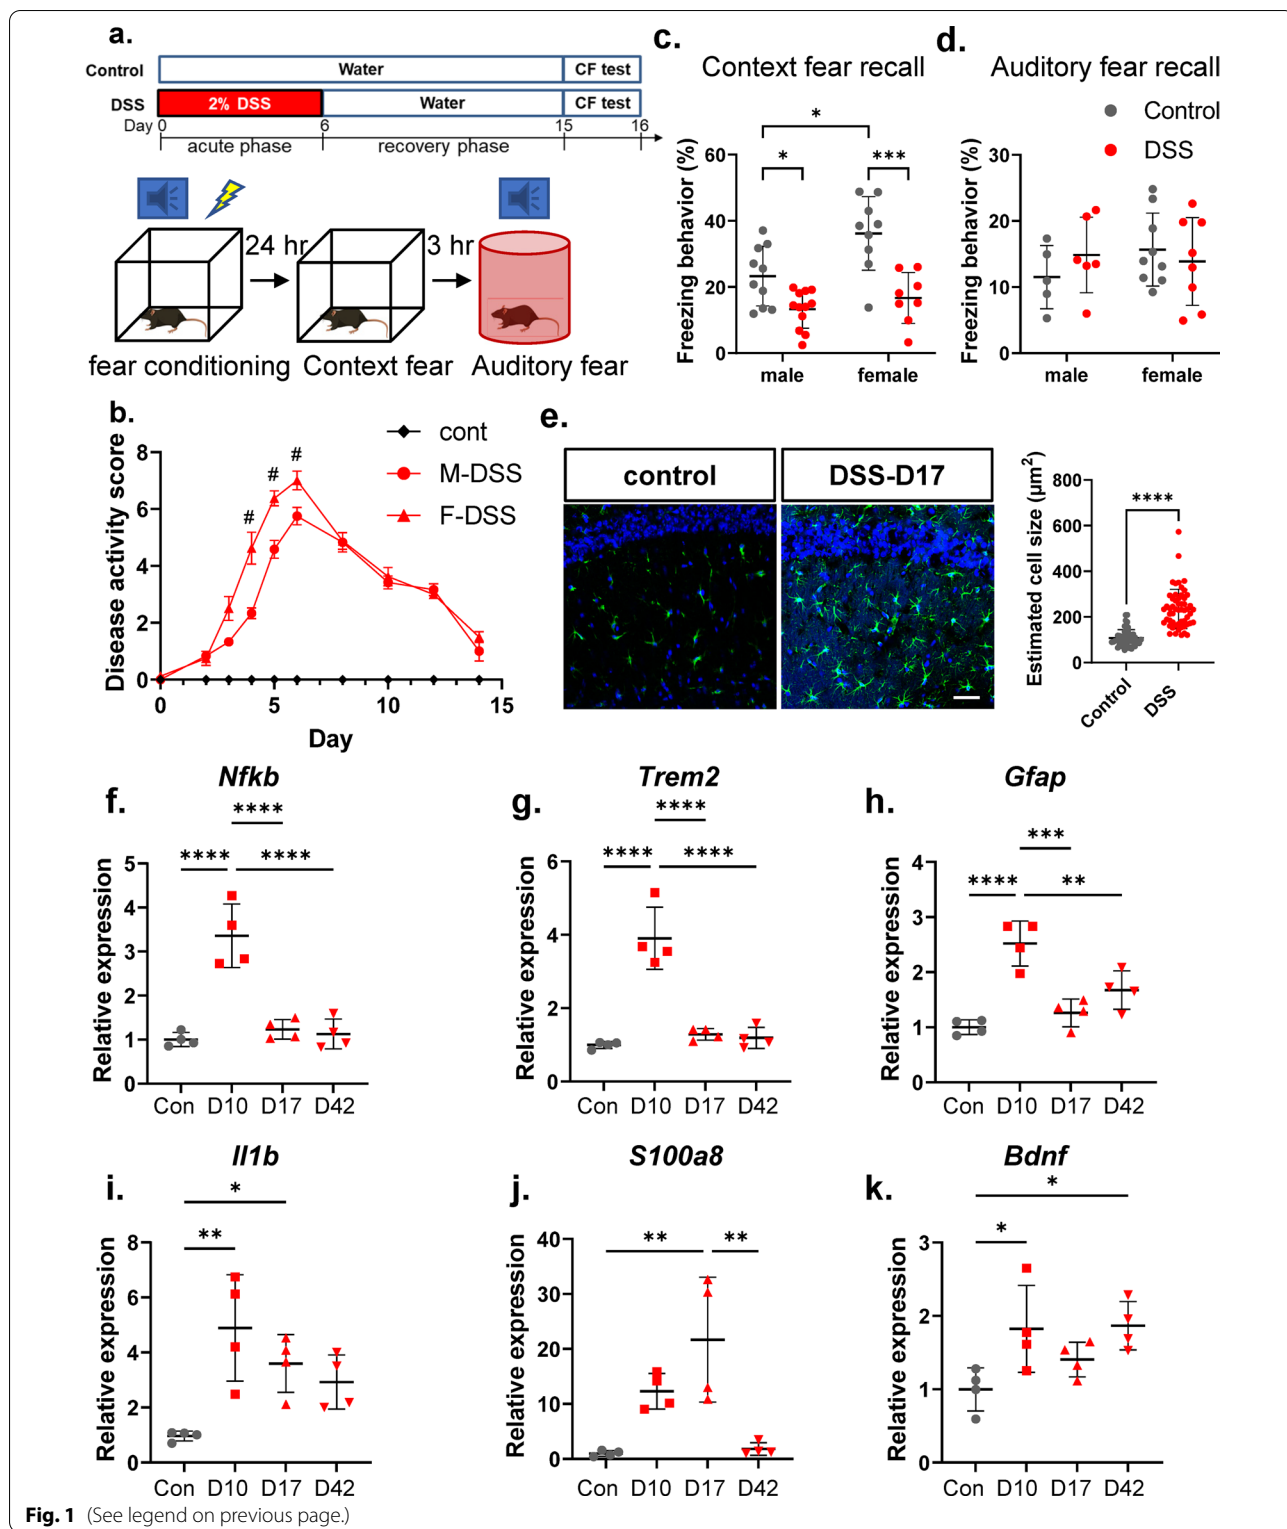 a.
Control
Water
CF test
DSS
2% DSS
Water
CF test
Day
0
6
15
16
acute phase
recovery phase
24 hr
3 hr
fear conditioning
Context fear
Auditory fear
b.
Disease activity score
8
6
4
2
0
0
5
10
15
Day
#
#
#
cont
M-DSS
F-DSS
c.
Context fear recall
Freezing behavior (%)
60
40
20
0
*
*
***
male
female
d.
Auditory fear recall
Control
DSS
Freezing behavior (%)
30
20
10
0
male
female
e.
control
DSS-D17
Estimated cell size (µm²)
800
600
400
200
0
****
Control
DSS
f.
Nfkb
Relative expression
5
4
3
2
1
0
****
****
****
Con D10 D17 D42
g.
Trem2
Relative expression
6
4
2
0
****
****
****
Con D10 D17 D42
h.
Gfap
Relative expression
4
3
2
1
0
***
****
**
Con D10 D17 D42
i.
Il1b
Relative expression
8
6
4
2
0
*
**
Con D10 D17 D42
j.
S100a8
Relative expression
40
30
20
10
0
**
**
Con D10 D17 D42
k.
Bdnf
Relative expression
3
2
1
0
*
*
Con D10 D17 D42
Fig. 1 (See legend on previous page.)